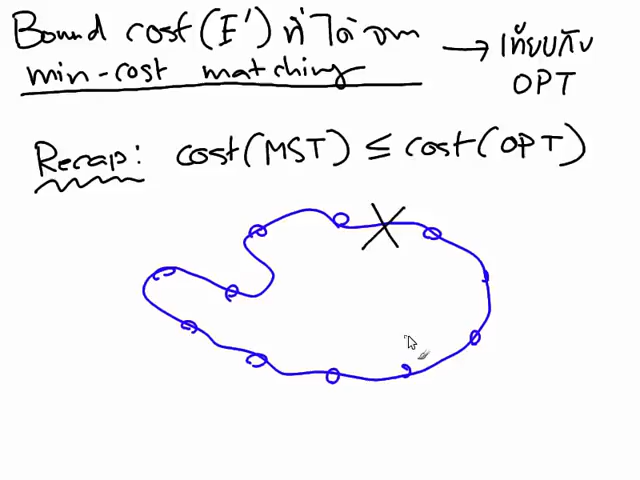 Bound cost(E') ที่ได้จาก
min-cost matching
→ เทียบกับ
OPT
Recap: cost(MST) ≤ cost(OPT)